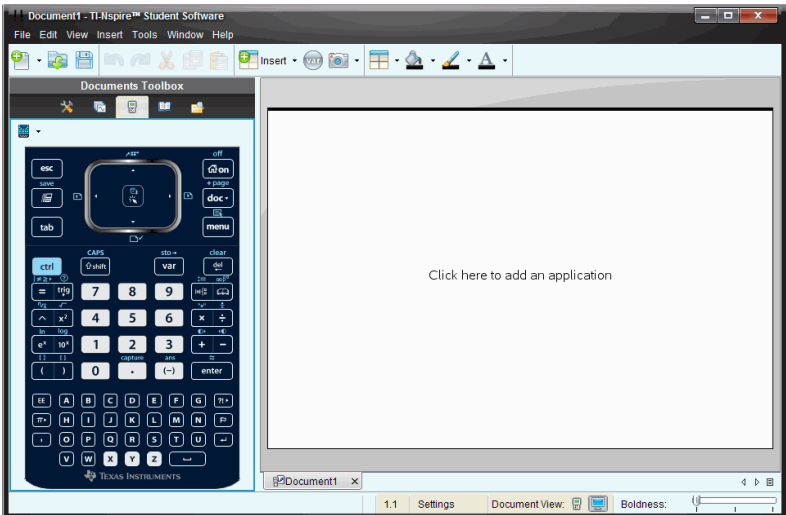 Document1 - TI-Nspire™ Student Software
File Edit View Insert Tools Window Help
Insert var A
Documents Toolbox
off
esc on
save + page
doc
tab menu
CAPS sto→ clear
ctrl ⇧shift var del
= trig 7 8 9
^ x² 4 5 6 × ÷
ln log
eˣ 10ˣ 1 2 3 + −
[ ] { } capture ans ≈
( ) 0 . (−) enter
EE A B C D E F G ?!▸
π▸ H I J K L M N
, O P Q R S T U ↵
V W X Y Z
TEXAS INSTRUMENTS
Click here to add an application
Document1
1.1 Settings Document View: Boldness: